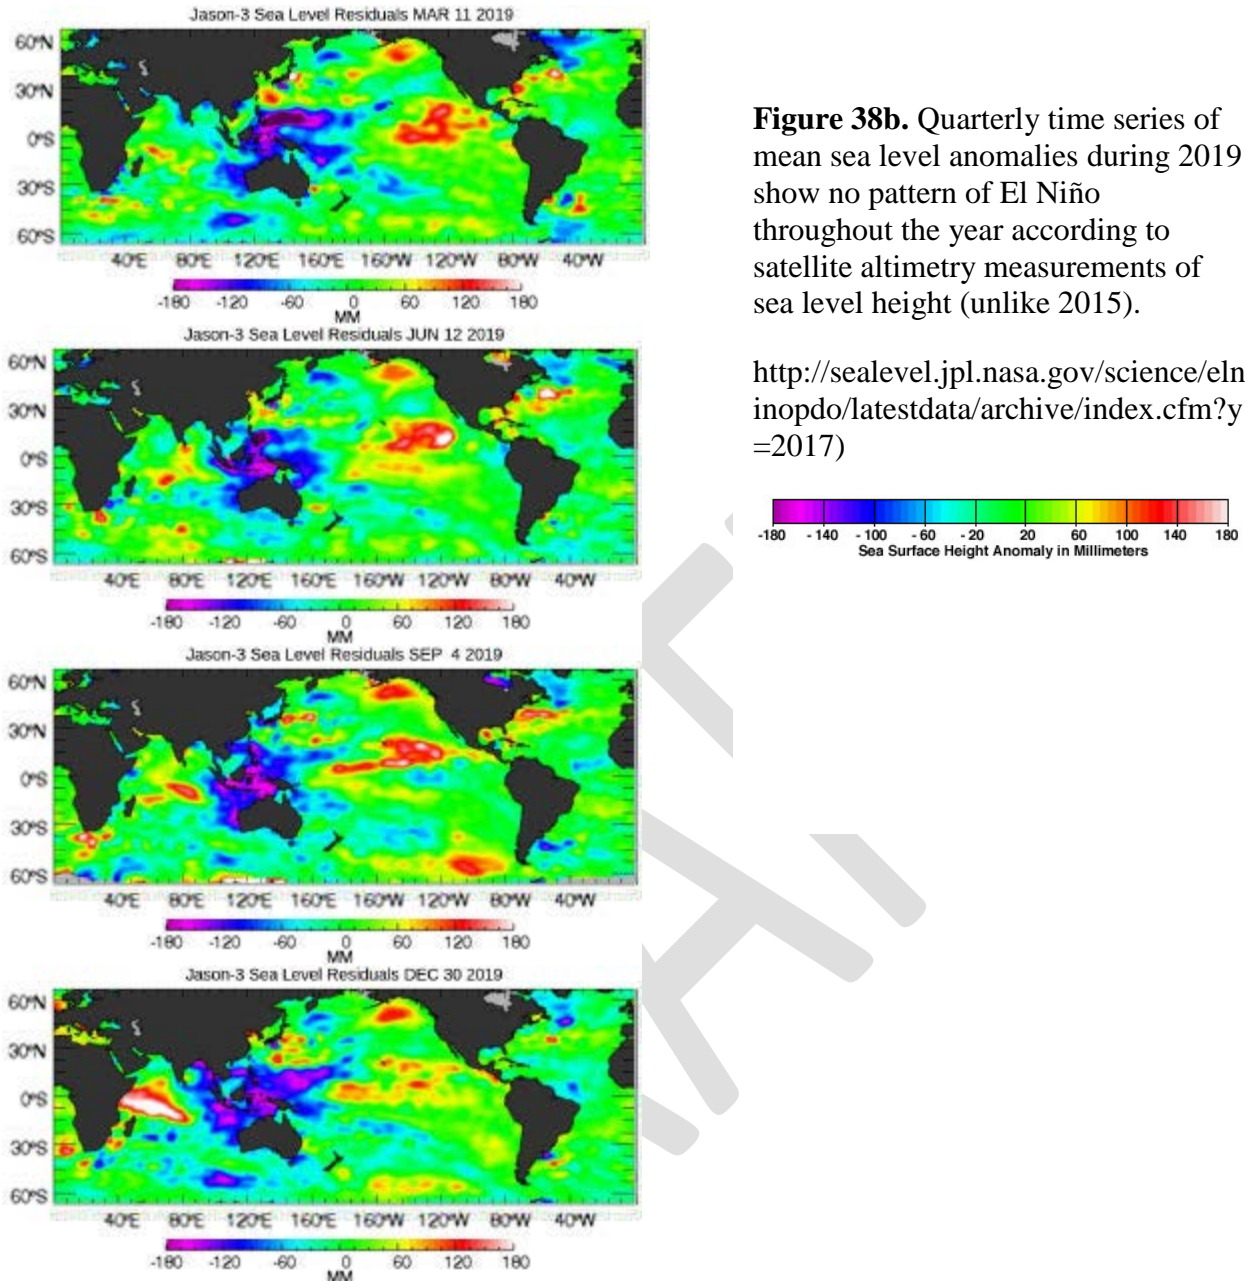 Jason-3 Sea Level Residuals MAR 11 2019
60°N
30°N
0°S
30°S
60°S
40°E 80°E 120°E 160°E 160°W 120°W 80°W 40°W
-180 -120 -60 0 60 120 180
MM
Jason-3 Sea Level Residuals JUN 12 2019
60°N
30°N
0°S
30°S
60°S
40°E 80°E 120°E 160°E 160°W 120°W 80°W 40°W
-180 -120 -60 0 60 120 180
MM
Jason-3 Sea Level Residuals SEP 4 2019
60°N
30°N
0°S
30°S
60°S
40°E 80°E 120°E 160°E 160°W 120°W 80°W 40°W
-180 -120 -60 0 60 120 180
MM
Jason-3 Sea Level Residuals DEC 30 2019
60°N
30°N
0°S
30°S
60°S
40°E 80°E 120°E 160°E 160°W 120°W 80°W 40°W
-180 -120 -60 0 60 120 180
MM
Figure 38b. Quarterly time series of
mean sea level anomalies during 2019
show no pattern of El Niño
throughout the year according to
satellite altimetry measurements of
sea level height (unlike 2015).
http://sealevel.jpl.nasa.gov/science/eln
inopdo/latestdata/archive/index.cfm?y
=2017)
-180 -140 -100 -60 -20 20 60 100 140 180
Sea Surface Height Anomaly in Millimeters